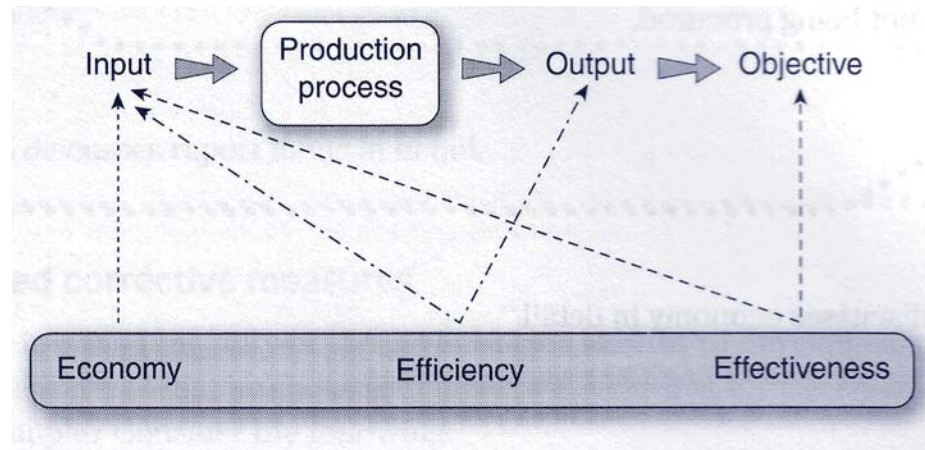 Input
Production
process
Output
Objective
Economy
Efficiency
Effectiveness